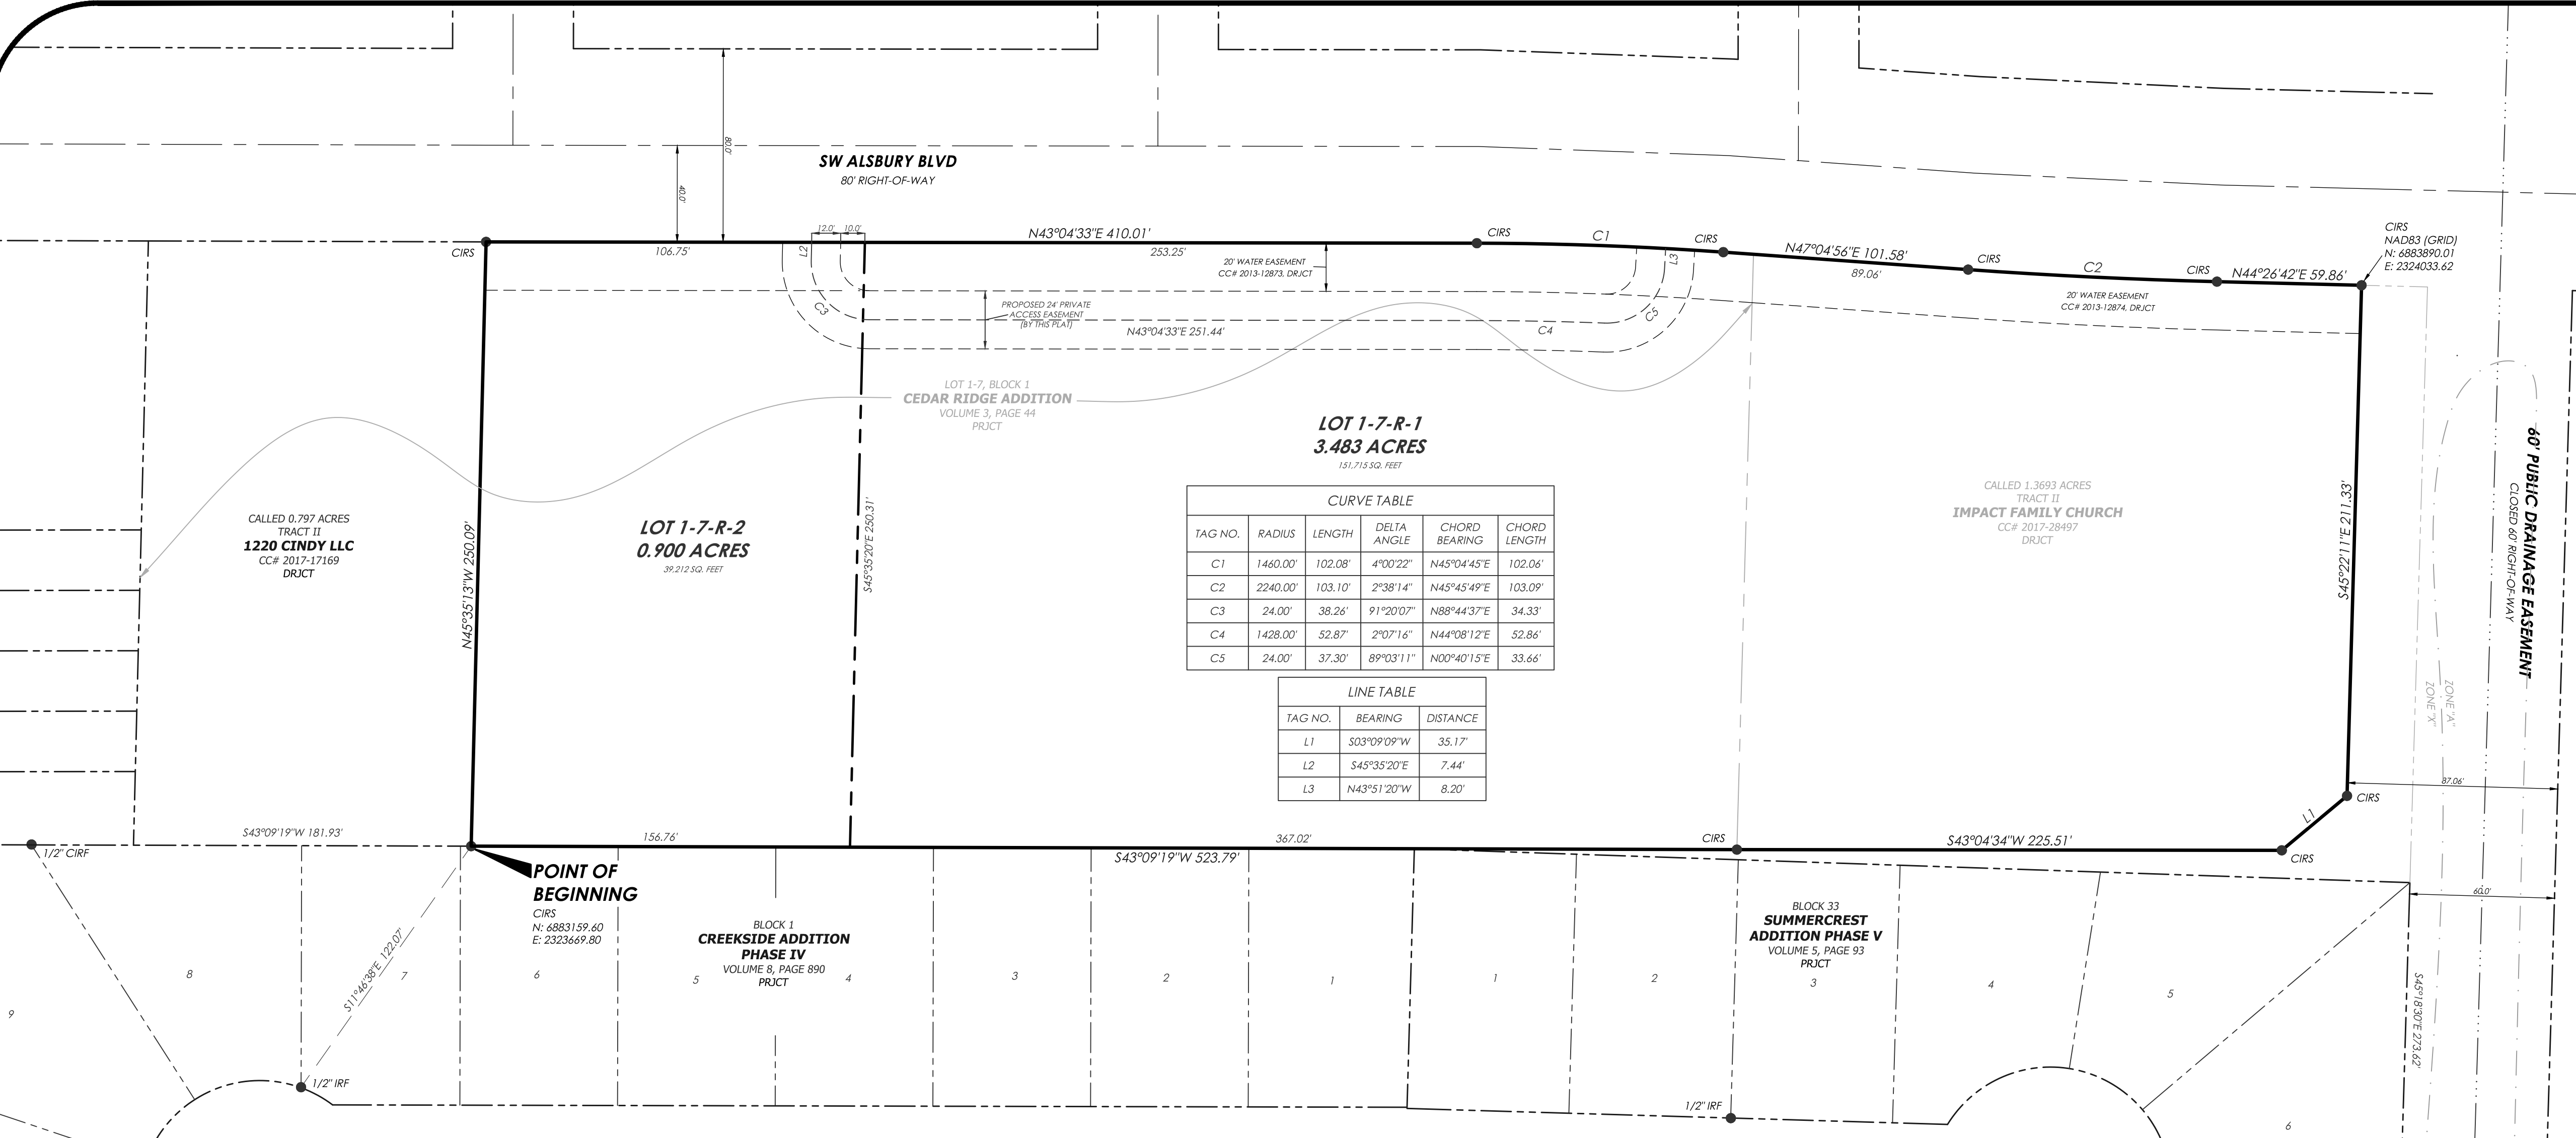 80.0'
40.0'
SW ALSBURY BLVD
80' RIGHT-OF-WAY
CIRS
106.75'
L2
12.0'
10.0'
N43°04'33"E 410.01'
253.25'
20' WATER EASEMENT
CC# 2013-12873, DRJCT
CIRS
C1
L3
CIRS
N47°04'56"E 101.58'
89.06'
CIRS
C2
CIRS
N44°26'42"E 59.86'
CIRS
NAD83 (GRID)
N: 6883890.01
E: 2324033.62
20' WATER EASEMENT
CC# 2013-12874, DRJCT
C3
PROPOSED 24' PRIVATE
ACCESS EASEMENT
(BY THIS PLAT)
N43°04'33"E 251.44'
C4
C5
LOT 1-7, BLOCK 1
CEDAR RIDGE ADDITION
VOLUME 3, PAGE 44
PRJCT
LOT 1-7-R-1
3.483 ACRES
151,715 SQ. FEET
CALLED 0.797 ACRES
TRACT II
1220 CINDY LLC
CC# 2017-17169
DRJCT
N45°35'13"W 250.09'
LOT 1-7-R-2
0.900 ACRES
39,212 SQ. FEET
S45°35'20"E 250.31'
CURVE TABLE
TAG NO. RADIUS LENGTH DELTA ANGLE CHORD BEARING CHORD LENGTH
C1 1460.00' 102.08' 4°00'22" N45°04'45"E 102.06'
C2 2240.00' 103.10' 2°38'14" N45°45'49"E 103.09'
C3 24.00' 38.26' 91°20'07" N88°44'37"E 34.33'
C4 1428.00' 52.87' 2°07'16" N44°08'12"E 52.86'
C5 24.00' 37.30' 89°03'11" N00°40'15"E 33.66'
LINE TABLE
TAG NO. BEARING DISTANCE
L1 S03°09'09"W 35.17'
L2 S45°35'20"E 7.44'
L3 N43°51'20"W 8.20'
CALLED 1.3693 ACRES
TRACT II
IMPACT FAMILY CHURCH
CC# 2017-28497
DRJCT
S45°22'11"E 211.33'
60' PUBLIC DRAINAGE EASEMENT
CLOSED 60' RIGHT-OF-WAY
ZONE "A"
ZONE "X"
87.06'
CIRS
L1
CIRS
60.0'
S45°18'30"E 273.62'
S43°09'19"W 181.93'
1/2" CIRF
156.76'
367.02'
S43°09'19"W 523.79'
CIRS
S43°04'34"W 225.51'
POINT OF
BEGINNING
CIRS
N: 6883159.60
E: 2323669.80
S11°46'38"E 122.07'
1/2" IRF
BLOCK 1
CREEKSIDE ADDITION
PHASE IV
VOLUME 8, PAGE 890
PRJCT
BLOCK 33
SUMMERCREST
ADDITION PHASE V
VOLUME 5, PAGE 93
PRJCT
9
8
7
6
5
4
3
2
1
1
2
3
4
5
6
1/2" IRF